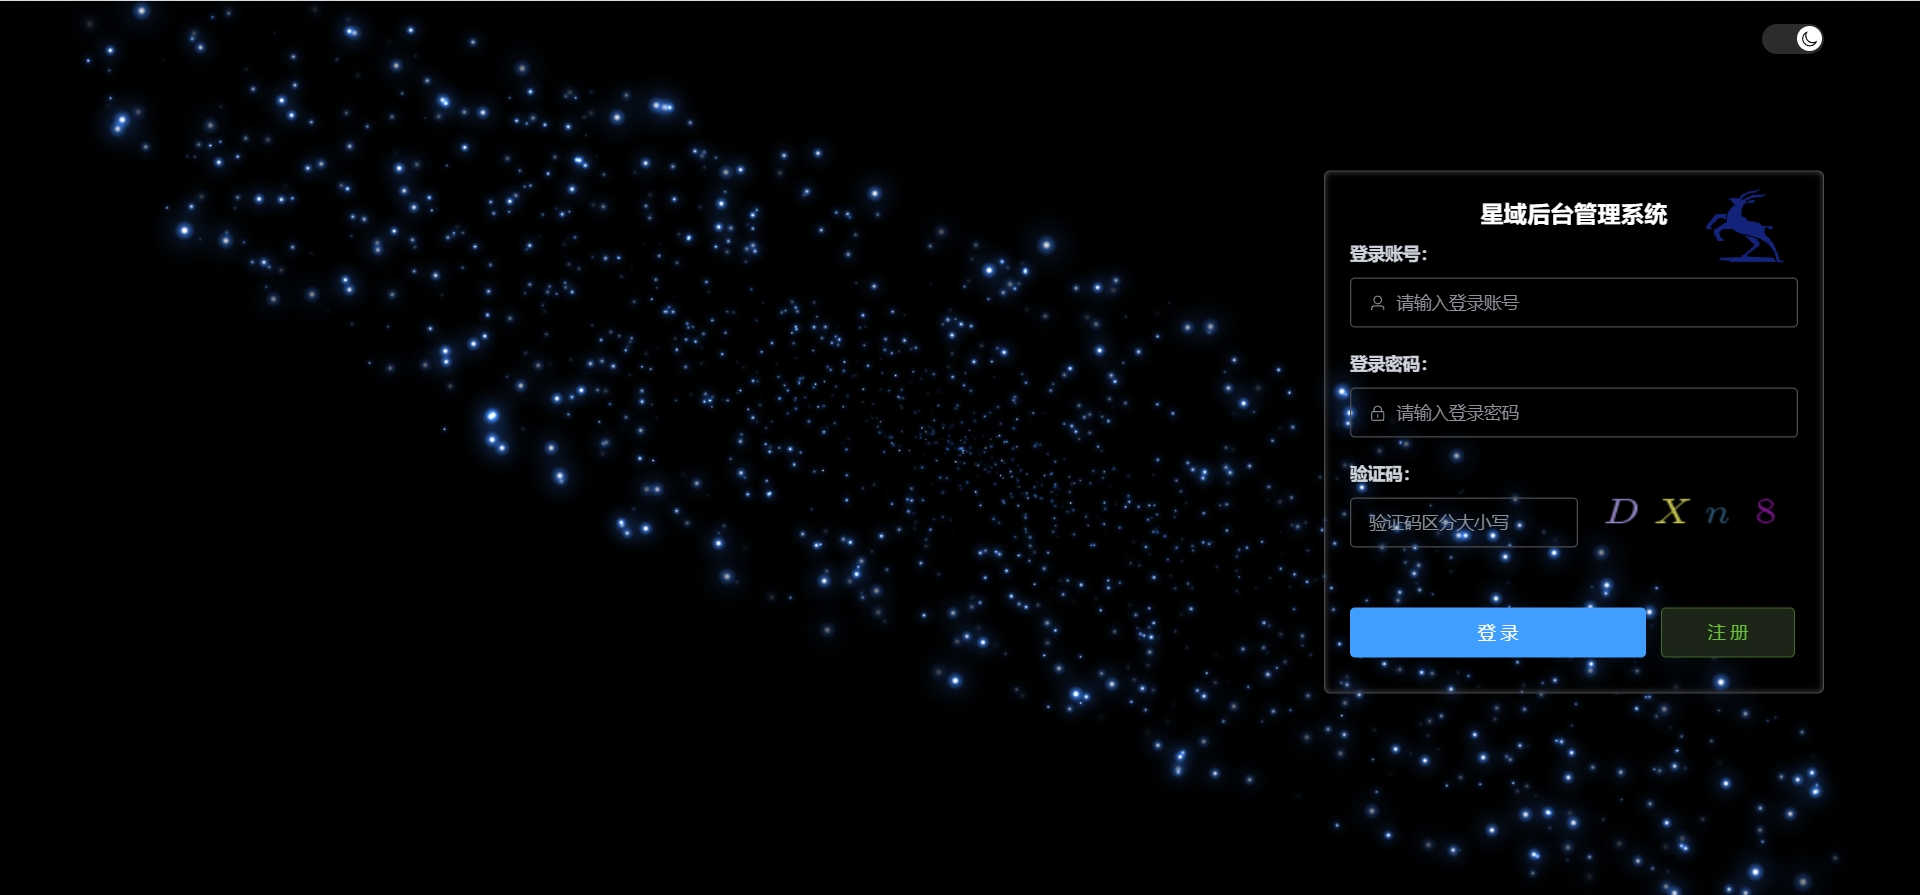 星域后台管理系统
登录账号:
请输入登录账号
登录密码:
请输入登录密码
验证码:
验证码区分大小写
D X n 8
登录
注册